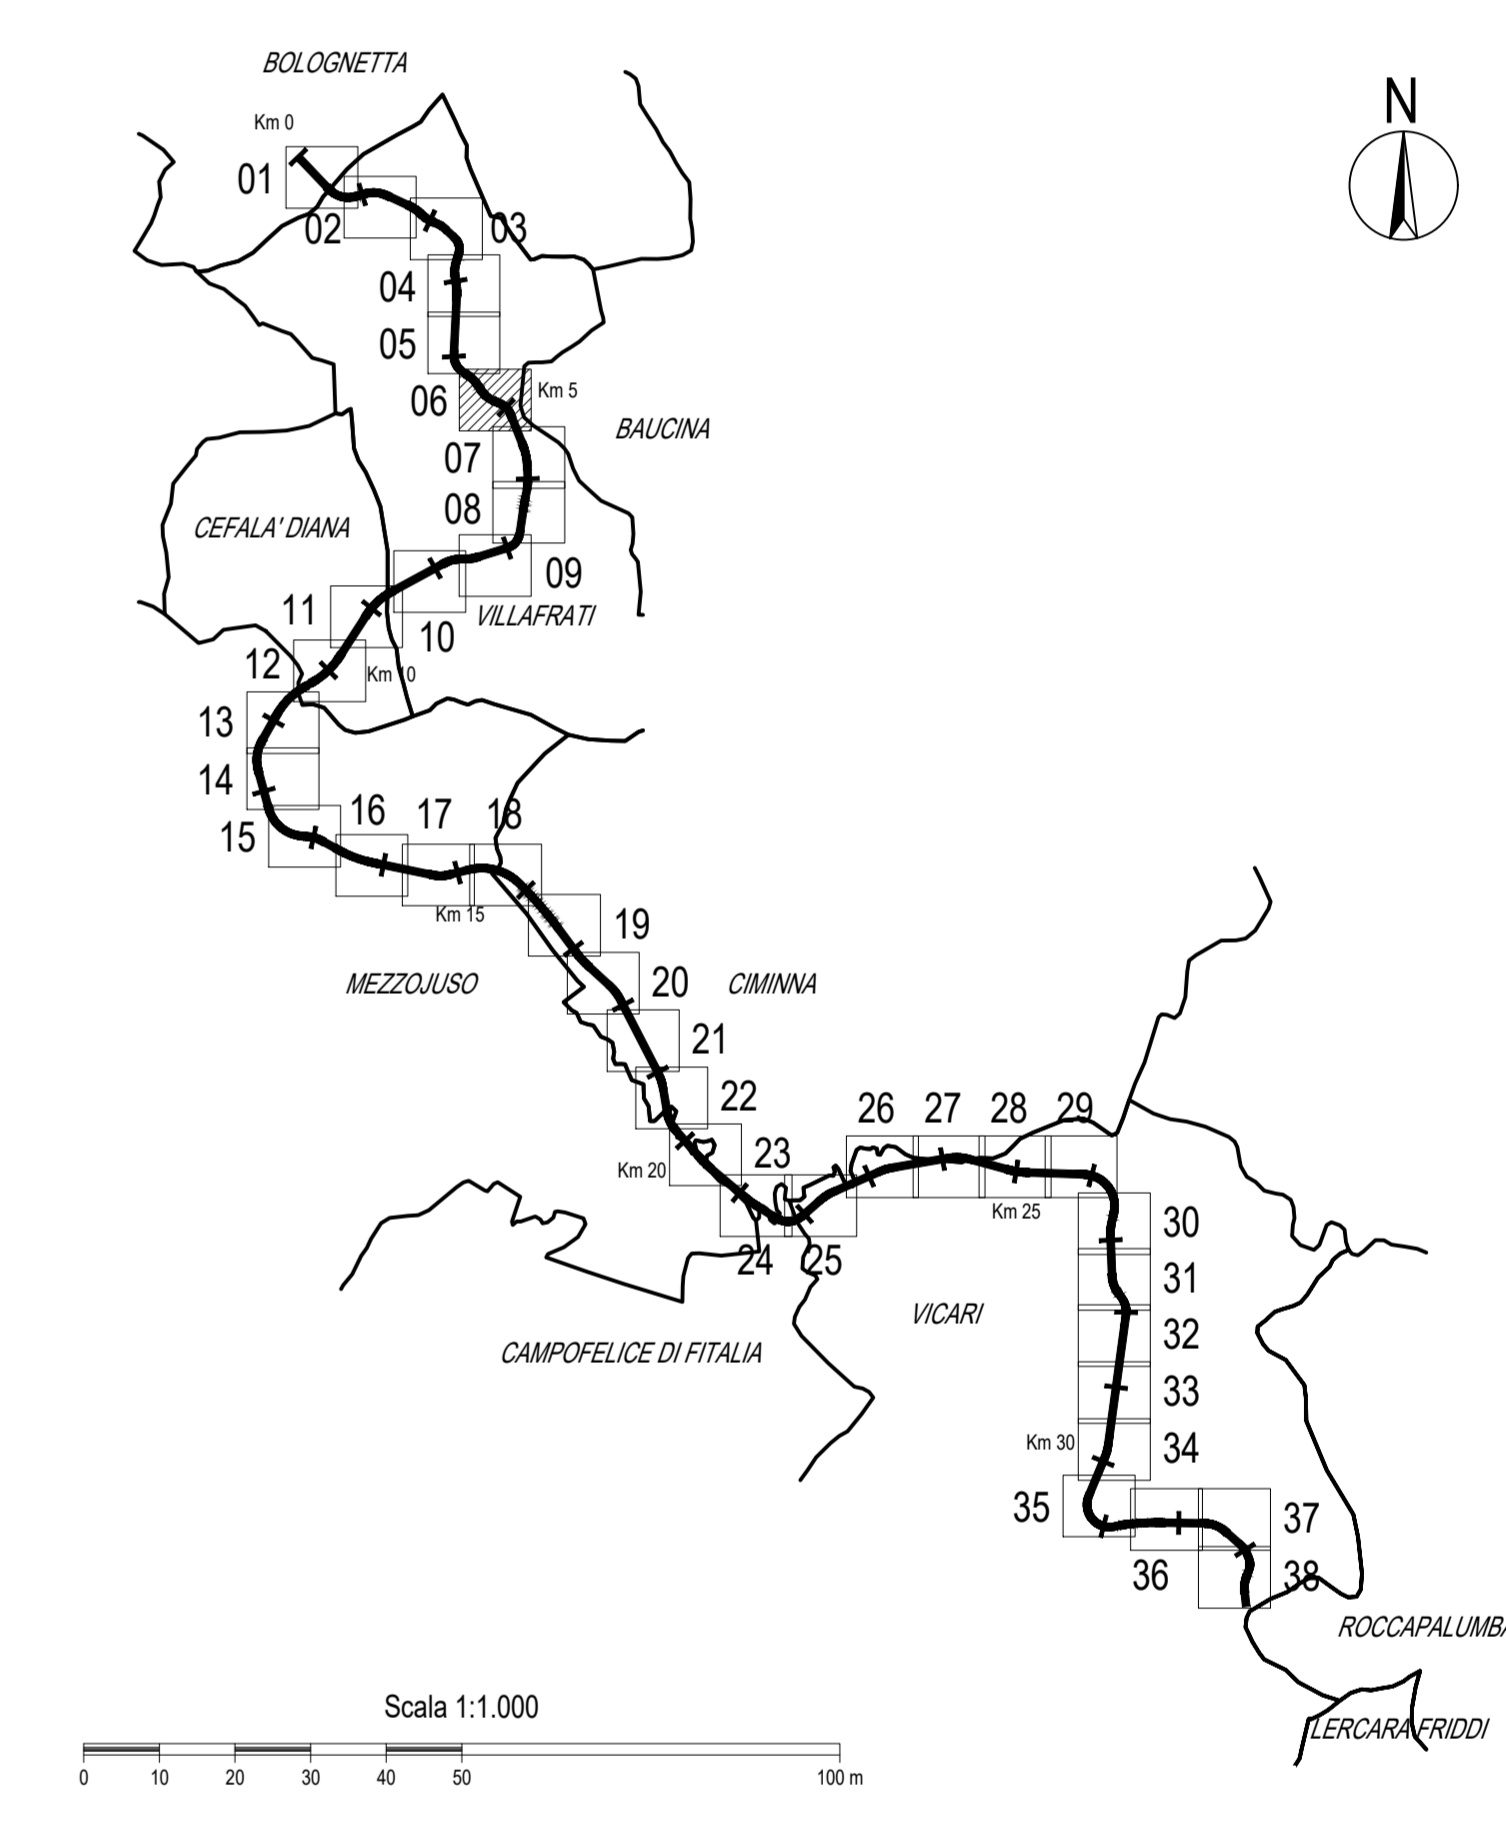 BOLOGNETTA
N
Km 0
01
02
03
04
05
06
Km 5
BAUCINA
07
08
CEFALA' DIANA
09
11
VILLAFRATI
10
12
Km 10
13
14
15
16
17
18
Km 15
19
MEZZOJUSO
20
CIMINNA
21
22
26
27
28
29
23
Km 20
Km 25
30
24
25
31
VICARI
32
CAMPOFELICE DI FITALIA
33
Km 30
34
35
37
36
38
ROCCAPALUMBA
Scala 1:1.000
LERCARA FRIDDI
0 10 20 30 40 50 100 m